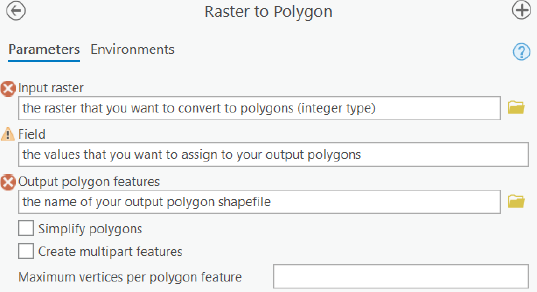 Raster to Polygon
Parameters Environments
Input raster
the raster that you want to convert to polygons (integer type)
Field
the values that you want to assign to your output polygons
Output polygon features
the name of your output polygon shapefile
Simplify polygons
Create multipart features
Maximum vertices per polygon feature